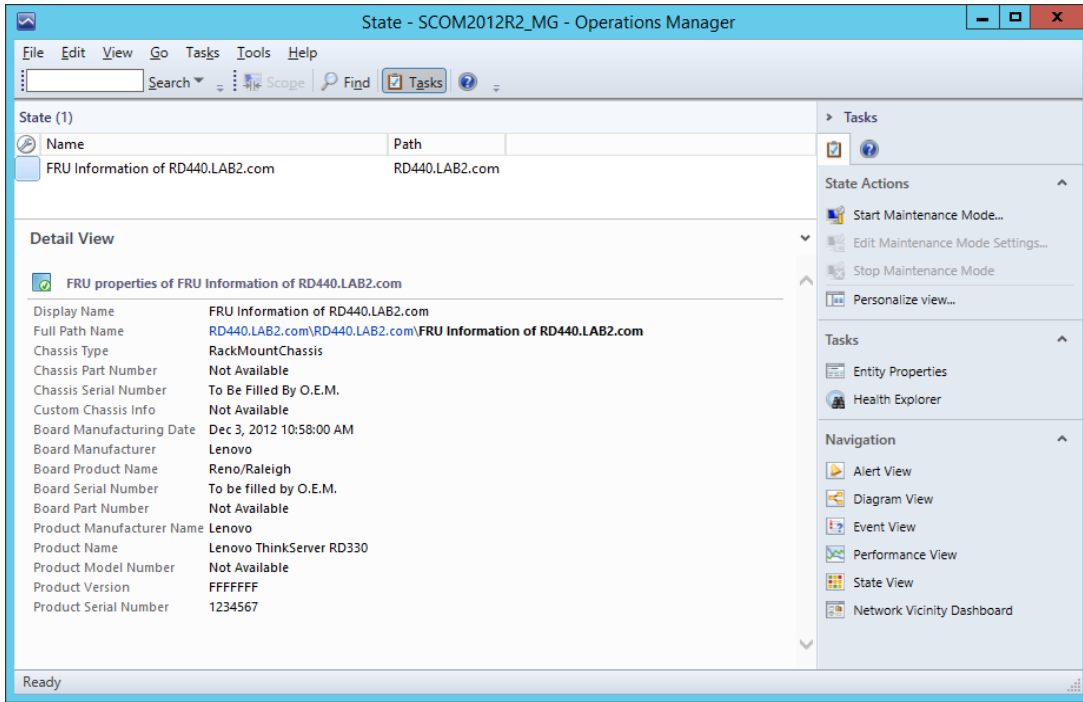 State - SCOM2012R2_MG - Operations Manager
File Edit View Go Tasks Tools Help
Search Scope Find Tasks
State (1)
Name Path
FRU Information of RD440.LAB2.com RD440.LAB2.com
Detail View
FRU properties of FRU Information of RD440.LAB2.com
Display Name FRU Information of RD440.LAB2.com
Full Path Name RD440.LAB2.com\RD440.LAB2.com\FRU Information of RD440.LAB2.com
Chassis Type RackMountChassis
Chassis Part Number Not Available
Chassis Serial Number To Be Filled By O.E.M.
Custom Chassis Info Not Available
Board Manufacturing Date Dec 3, 2012 10:58:00 AM
Board Manufacturer Lenovo
Board Product Name Reno/Raleigh
Board Serial Number To be filled by O.E.M.
Board Part Number Not Available
Product Manufacturer Name Lenovo
Product Name Lenovo ThinkServer RD330
Product Model Number Not Available
Product Version FFFFFFF
Product Serial Number 1234567
Tasks
State Actions
Start Maintenance Mode...
Edit Maintenance Mode Settings...
Stop Maintenance Mode
Personalize view...
Tasks
Entity Properties
Health Explorer
Navigation
Alert View
Diagram View
Event View
Performance View
State View
Network Vicinity Dashboard
Ready